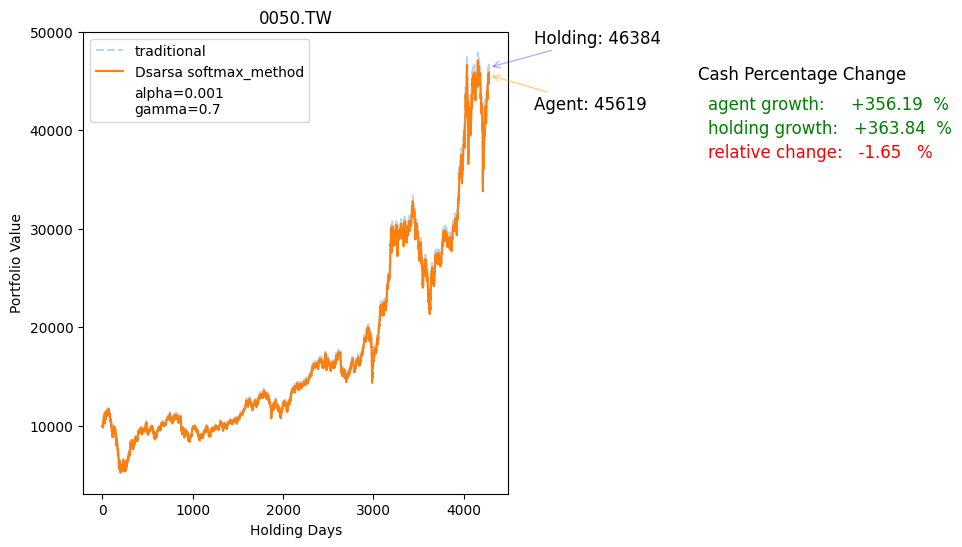 0050.TW
50000
40000
30000
20000
10000
Portfolio Value
0 1000 2000 3000 4000
Holding Days
traditional
Dsarsa softmax_method
alpha=0.001
gamma=0.7
Holding: 46384
Agent: 45619
Cash Percentage Change
agent growth: +356.19 %
holding growth: +363.84 %
relative change: -1.65 %